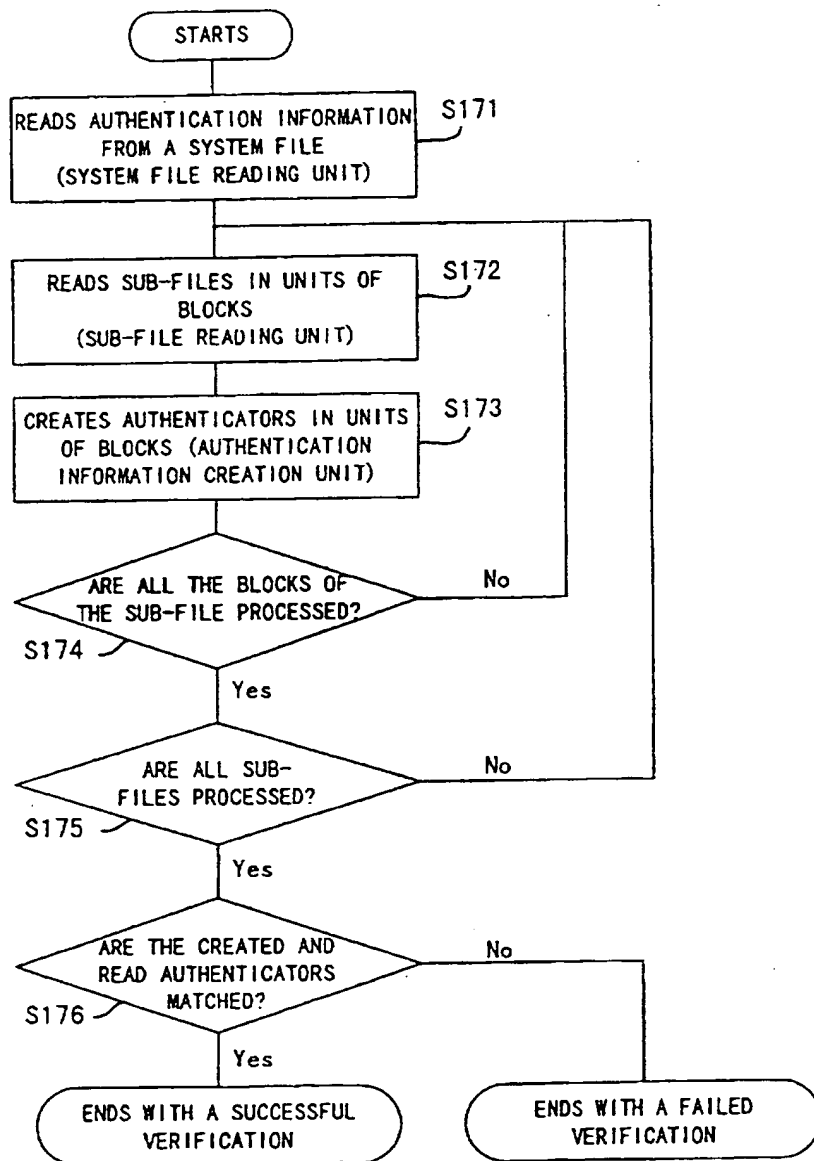 STARTS
READS AUTHENTICATION INFORMATION
FROM A SYSTEM FILE
(SYSTEM FILE READING UNIT)
S171
READS SUB-FILES IN UNITS OF
BLOCKS
(SUB-FILE READING UNIT)
S172
CREATES AUTHENTICATORS IN UNITS
OF BLOCKS (AUTHENTICATION
INFORMATION CREATION UNIT)
S173
ARE ALL THE BLOCKS OF
THE SUB-FILE PROCESSED?
No
S174
Yes
ARE ALL SUB-
FILES PROCESSED?
No
S175
Yes
ARE THE CREATED AND
READ AUTHENTICATORS
MATCHED?
No
S176
Yes
ENDS WITH A SUCCESSFUL
VERIFICATION
ENDS WITH A FAILED
VERIFICATION